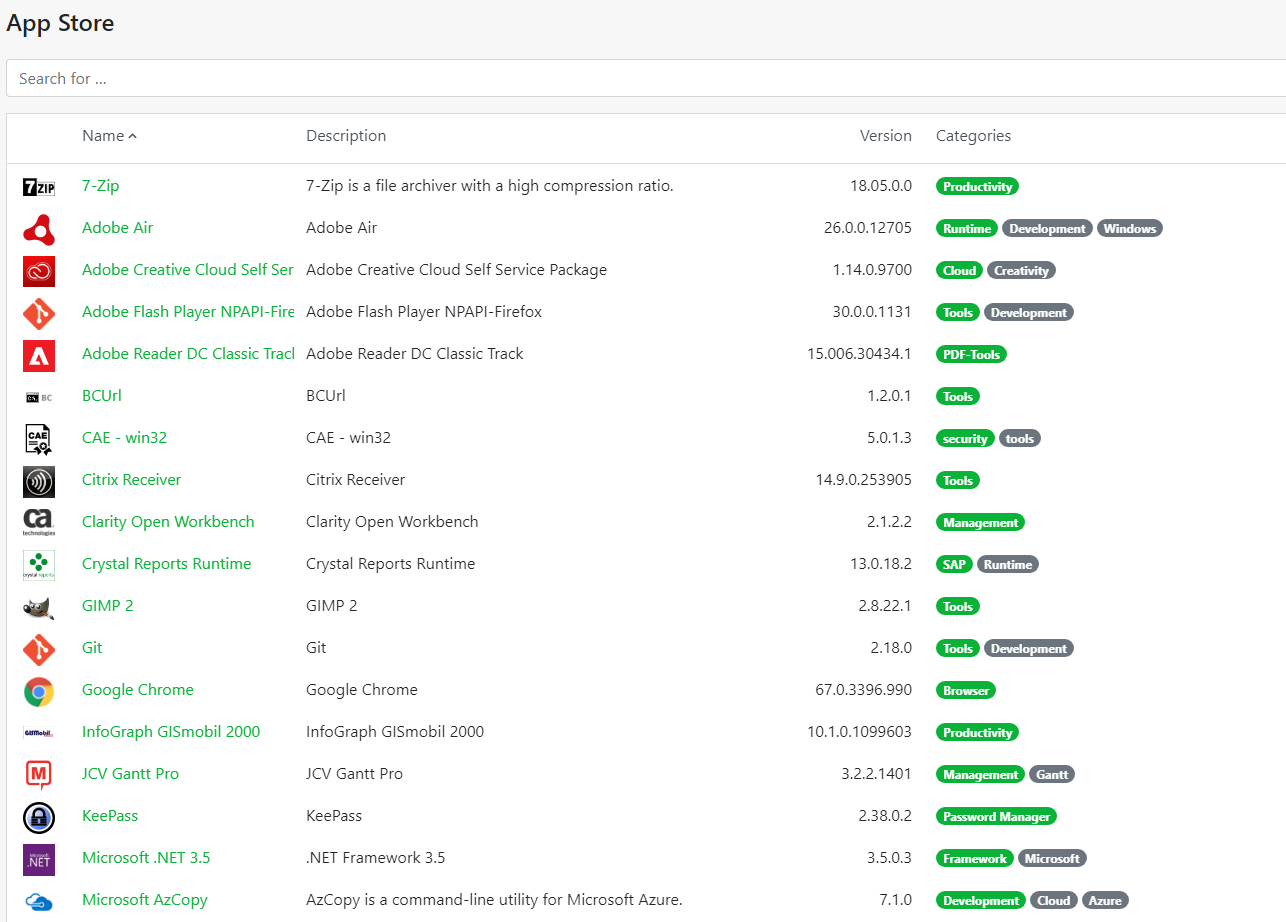 App Store
Search for ...
Name Description Version Categories
7ZIP 7-Zip 7-Zip is a file archiver with a high compression ratio. 18.05.0.0 Productivity
Adobe Air Adobe Air 26.0.0.12705 Runtime Development Windows
Adobe Creative Cloud Self Ser Adobe Creative Cloud Self Service Package 1.14.0.9700 Cloud Creativity
Adobe Flash Player NPAPI-Fire Adobe Flash Player NPAPI-Firefox 30.0.0.1131 Tools Development
Adobe Reader DC Classic Tracl Adobe Reader DC Classic Track 15.006.30434.1 PDF-Tools
BC BCUrl BCUrl 1.2.0.1 Tools
CAE CAE - win32 CAE - win32 5.0.1.3 security tools
Citrix Receiver Citrix Receiver 14.9.0.253905 Tools
ca technologies Clarity Open Workbench Clarity Open Workbench 2.1.2.2 Management
crystal reports Crystal Reports Runtime Crystal Reports Runtime 13.0.18.2 SAP Runtime
GIMP 2 GIMP 2 2.8.22.1 Tools
Git Git 2.18.0 Tools Development
Google Chrome Google Chrome 67.0.3396.990 Browser
GISmobil InfoGraph GISmobil 2000 InfoGraph GISmobil 2000 10.1.0.1099603 Productivity
M JCV Gantt Pro JCV Gantt Pro 3.2.2.1401 Management Gantt
KeePass KeePass 2.38.0.2 Password Manager
Microsoft .NET Microsoft .NET 3.5 .NET Framework 3.5 3.5.0.3 Framework Microsoft
Microsoft AzCopy AzCopy is a command-line utility for Microsoft Azure. 7.1.0 Development Cloud Azure